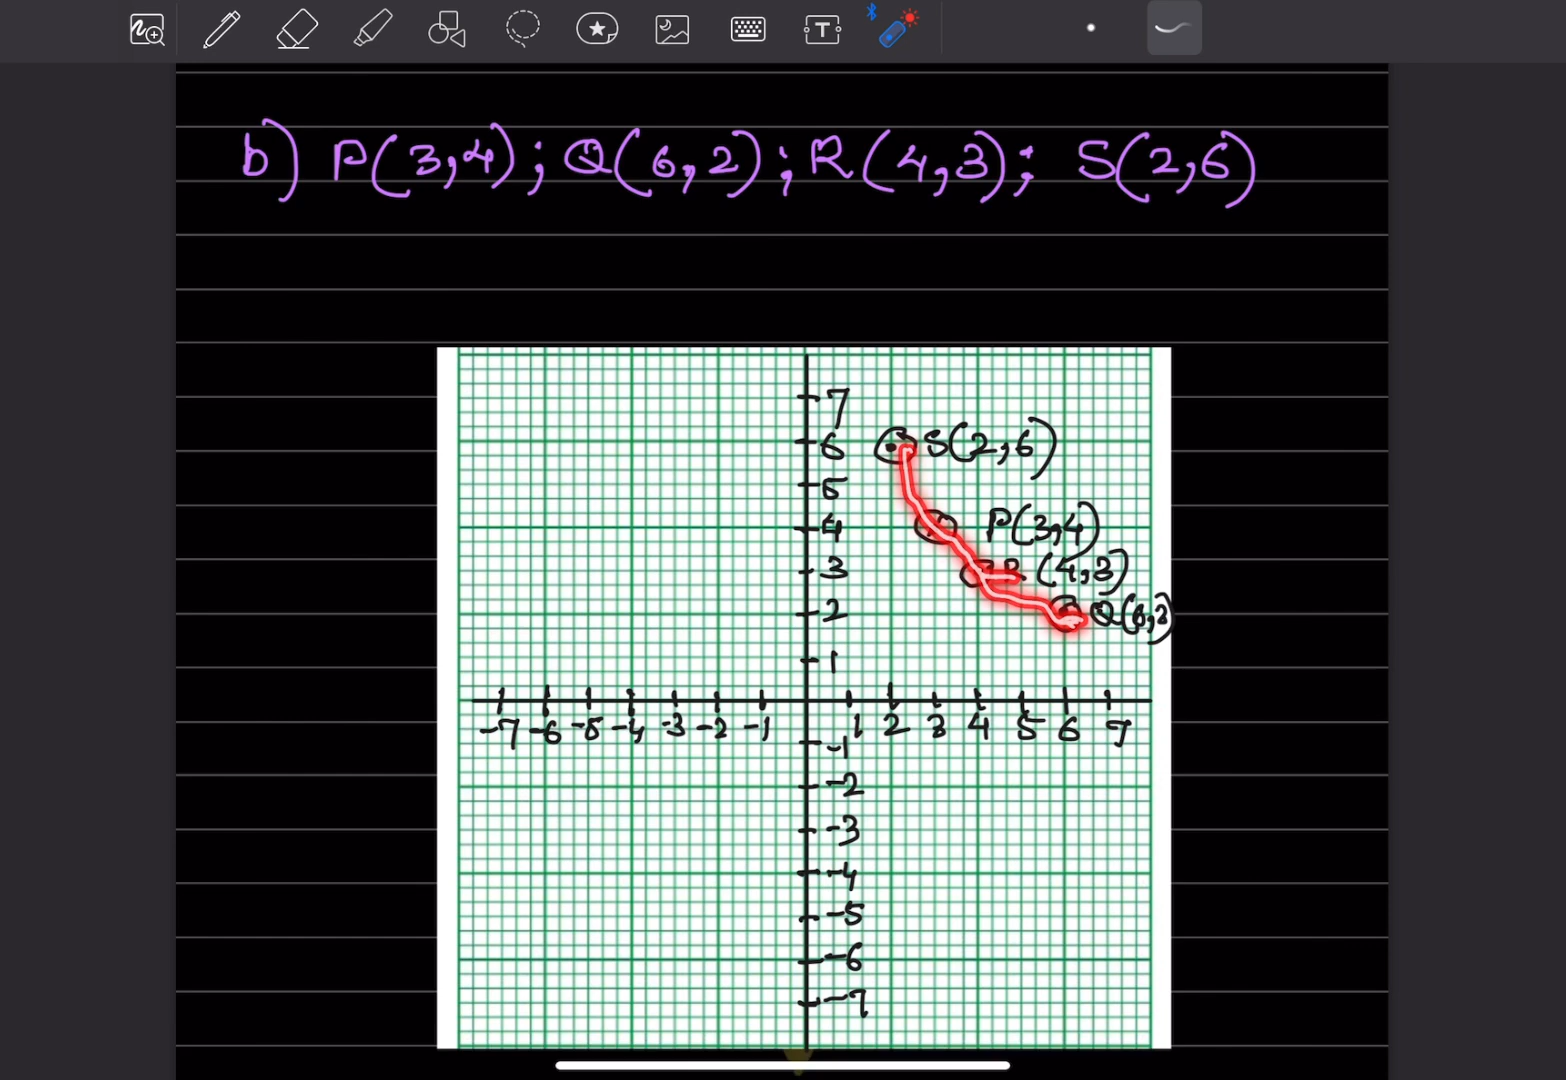 b) P(3,4); Q(6,2); R(4,3); S(2,6)
7
6 S(2,6)
5
4 P(3,4)
3 R (4,3)
2 Q(6,2)
1
-7 -6 -5 -4 -3 -2 -1 1 2 3 4 5 6 7
-1
-2
-3
-4
-5
-6
-7